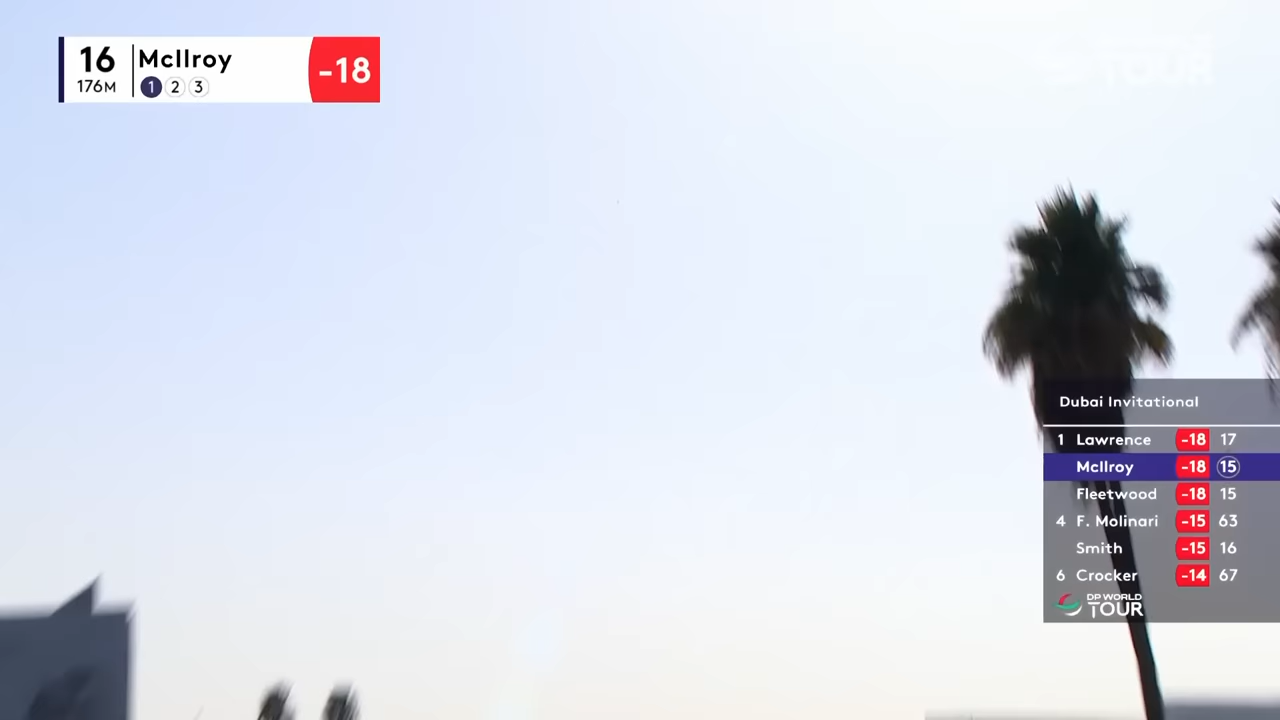 16 McIlroy -18
176M 1 2 3
TOUR
Dubai Invitational
1 Lawrence -18 17
McIlroy -18 15
Fleetwood -18 15
4 F. Molinari -15 63
Smith -15 16
6 Crocker -14 67
DP WORLD
TOUR